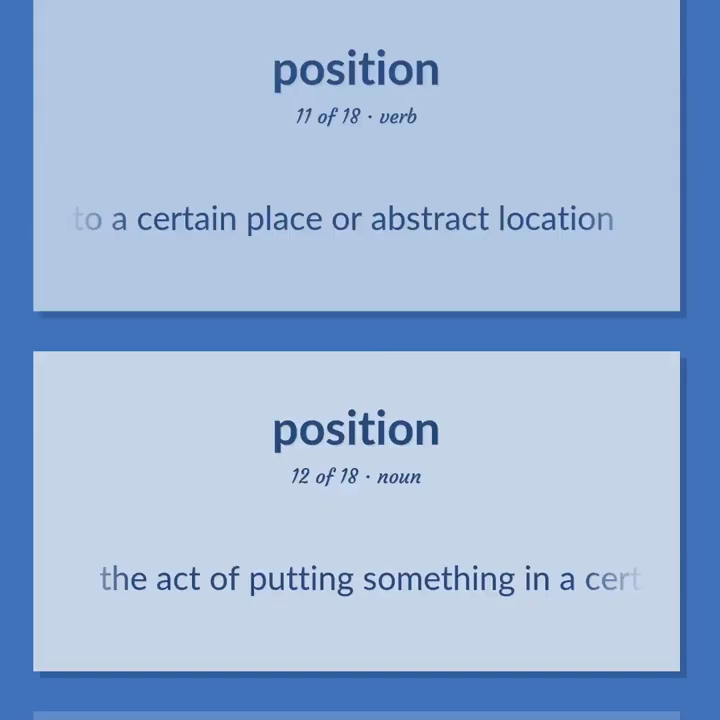 position
11 of 18 · verb
to a certain place or abstract location
position
12 of 18 · noun
the act of putting something in a cert